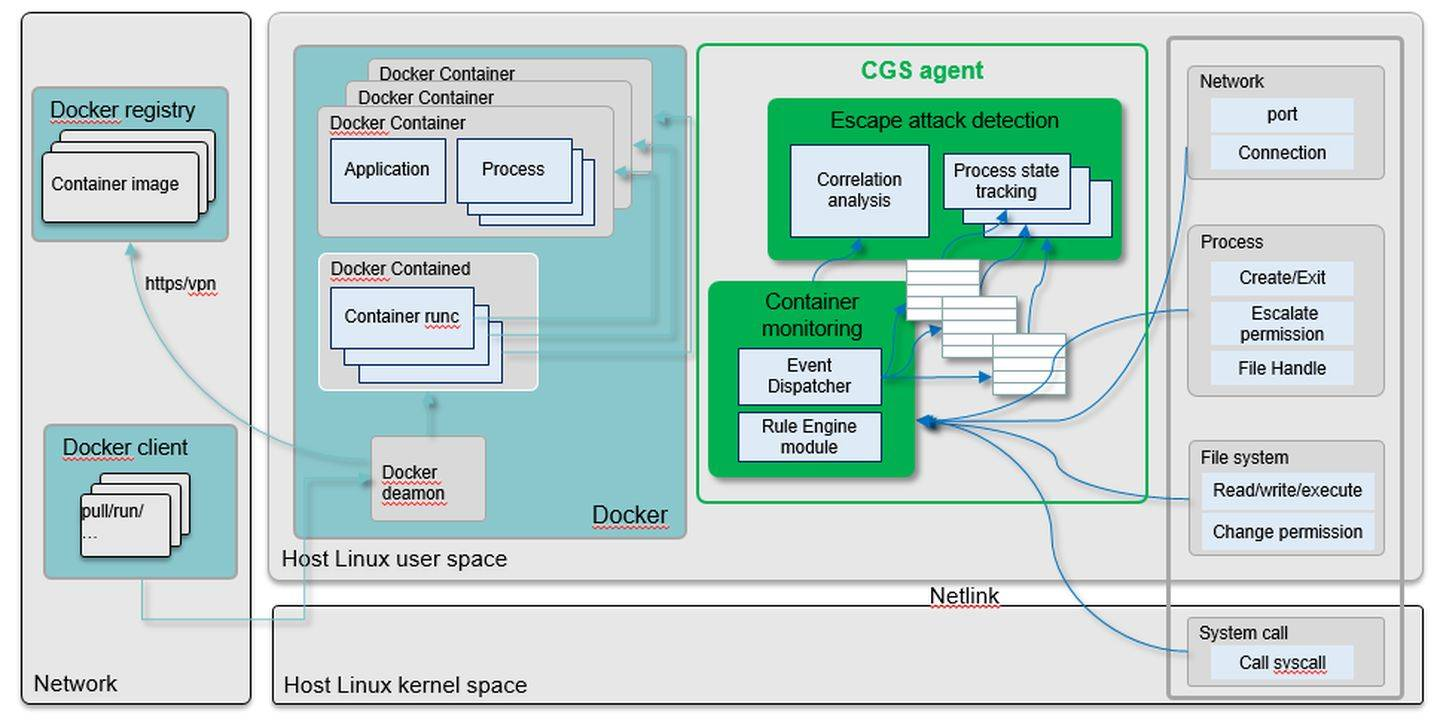 Docker registry
Container image
https/vpn
Docker client
pull/run/
...
Network
Docker Container
Docker Container
Docker Container
Application
Process
Docker Contained
Container runc
Docker
deamon
Docker
Host Linux user space
CGS agent
Escape attack detection
Correlation
analysis
Process state
tracking
Container
monitoring
Event
Dispatcher
Rule Engine
module
Network
port
Connection
Process
Create/Exit
Escalate
permission
File Handle
File system
Read/write/execute
Change permission
Netlink
System call
Call svscall
Host Linux kernel space